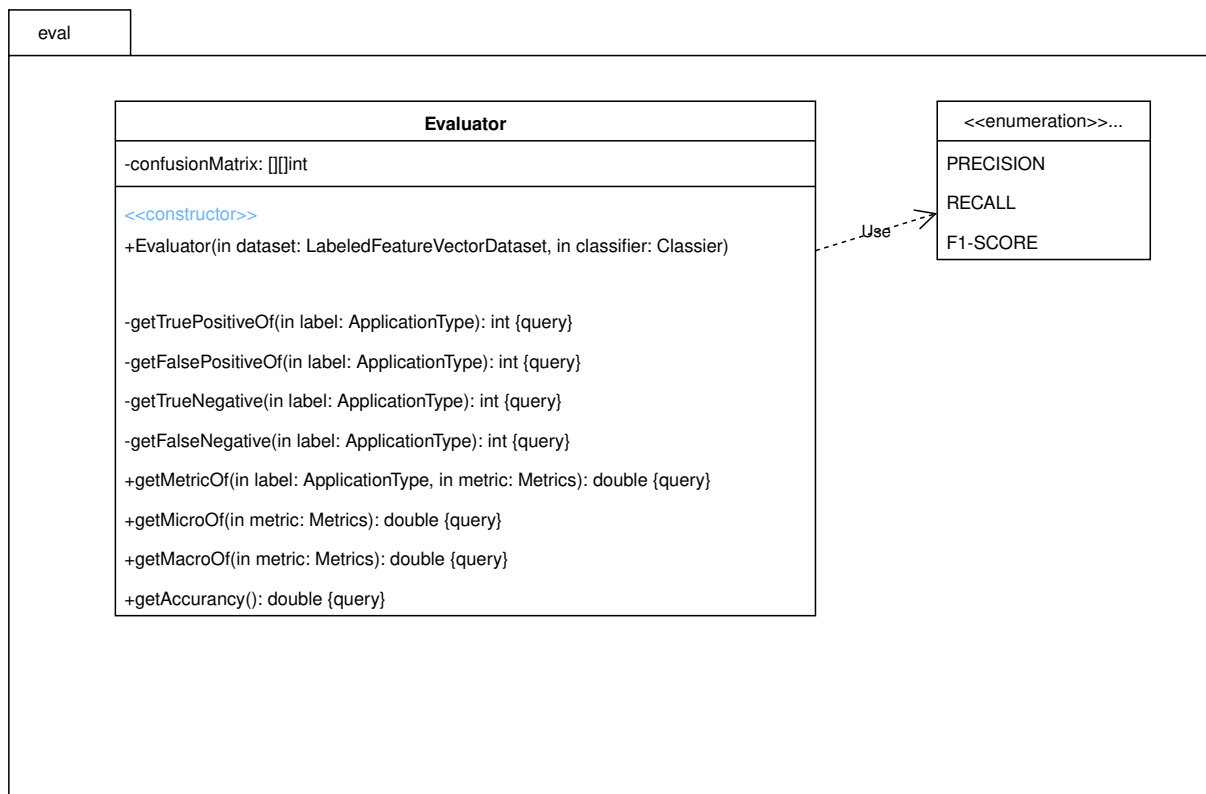 eval
Evaluator
-confusionMatrix: [][]int
<<constructor>>
+Evaluator(in dataset: LabeledFeatureVectorDataset, in classifier: Classier)
-getTruePositiveOf(in label: ApplicationType): int {query}
-getFalsePositiveOf(in label: ApplicationType): int {query}
-getTrueNegative(in label: ApplicationType): int {query}
-getFalseNegative(in label: ApplicationType): int {query}
+getMetricOf(in label: ApplicationType, in metric: Metrics): double {query}
+getMicroOf(in metric: Metrics): double {query}
+getMacroOf(in metric: Metrics): double {query}
+getAccurancy(): double {query}
Use
<<enumeration>>...
PRECISION
RECALL
F1-SCORE